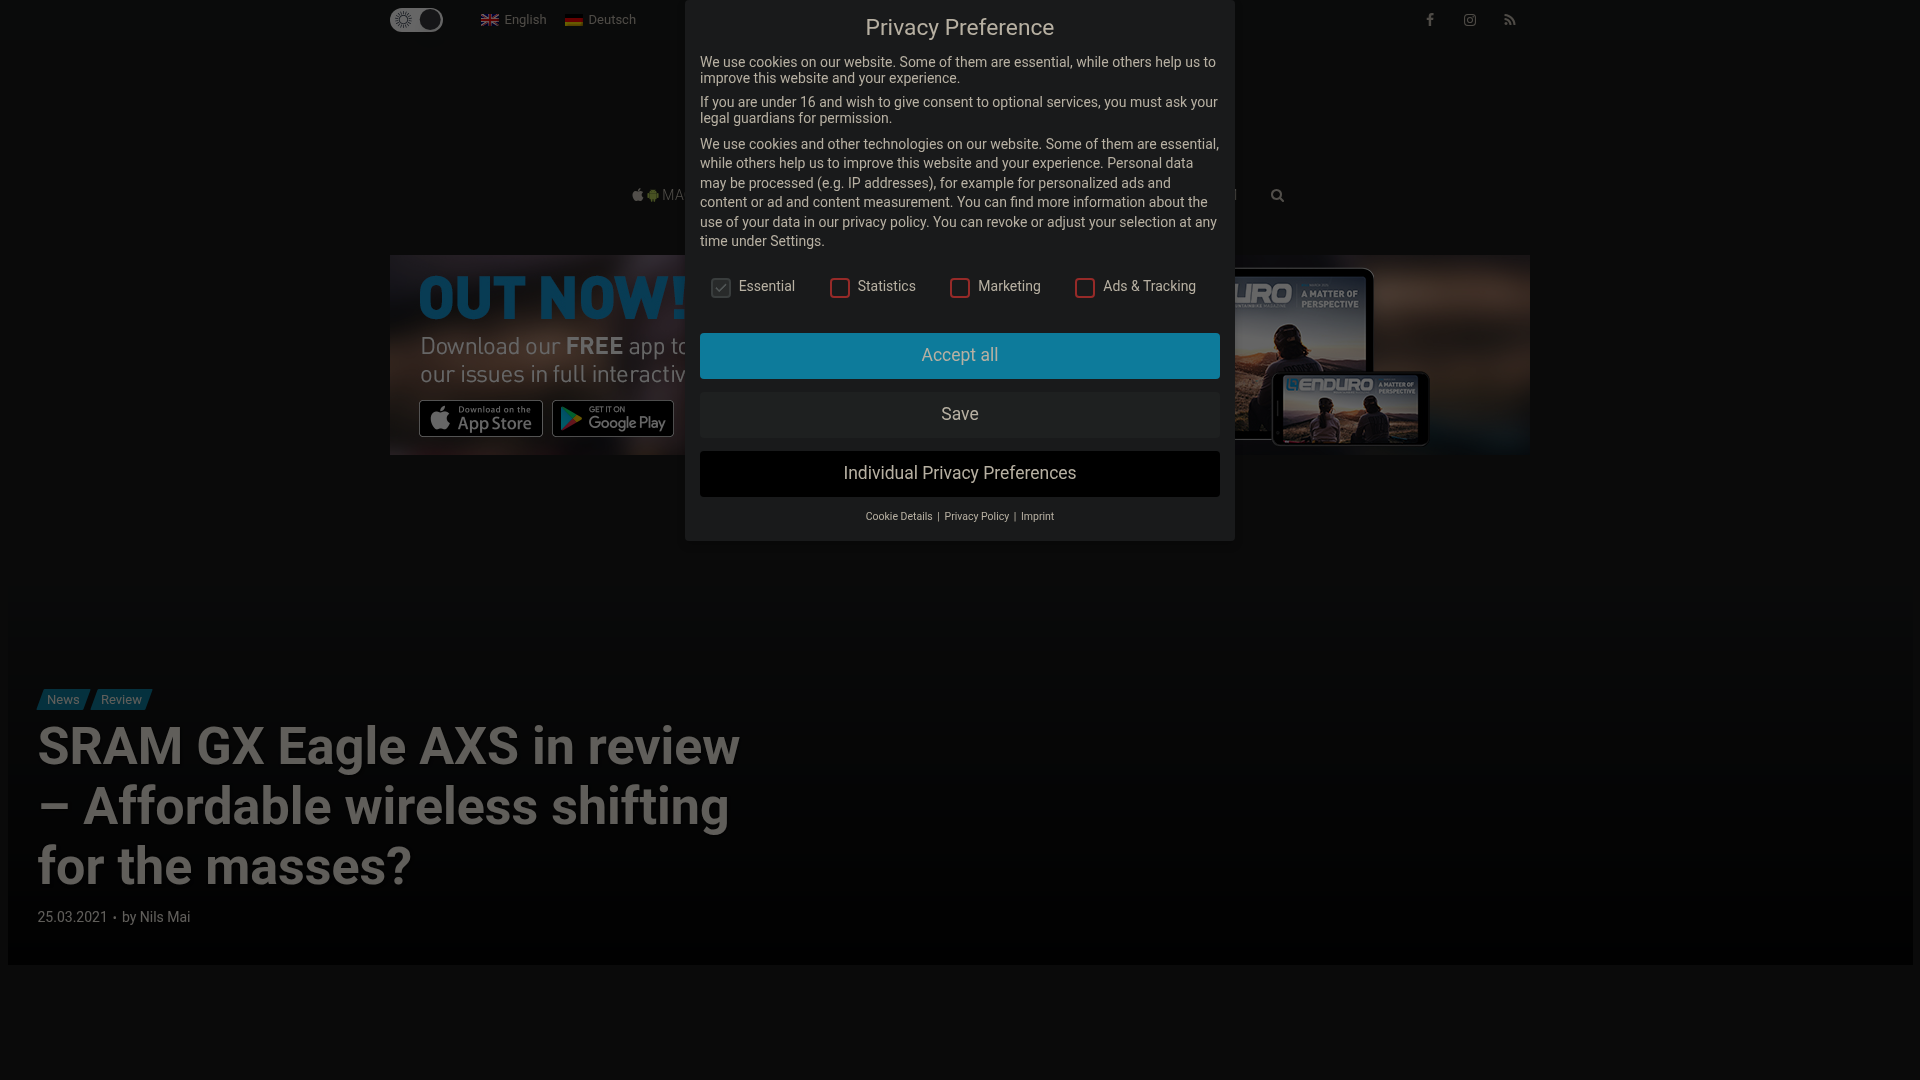 English
Deutsch
Privacy Preference
We use cookies on our website. Some of them are essential, while others help us to
improve this website and your experience.
If you are under 16 and wish to give consent to optional services, you must ask your
legal guardians for permission.
We use cookies and other technologies on our website. Some of them are essential,
while others help us to improve this website and your experience. Personal data
may be processed (e.g. IP addresses), for example for personalized ads and
content or ad and content measurement. You can find more information about the
use of your data in our privacy policy. You can revoke or adjust your selection at any
time under Settings.
Essential
Statistics
Marketing
Ads & Tracking
Accept all
Save
Individual Privacy Preferences
Cookie Details | Privacy Policy | Imprint
OUT NOW!
Download our FREE app to
our issues in full
Download on the
App Store
GET IT ON
Google Play
A MATTER OF
PERSPECTIVE
ENDURO
A MATTER OF
PERSPECTIVE
News
Review
SRAM GX Eagle AXS in review
– Affordable wireless shifting
for the masses?
25.03.2021 • by Nils Mai